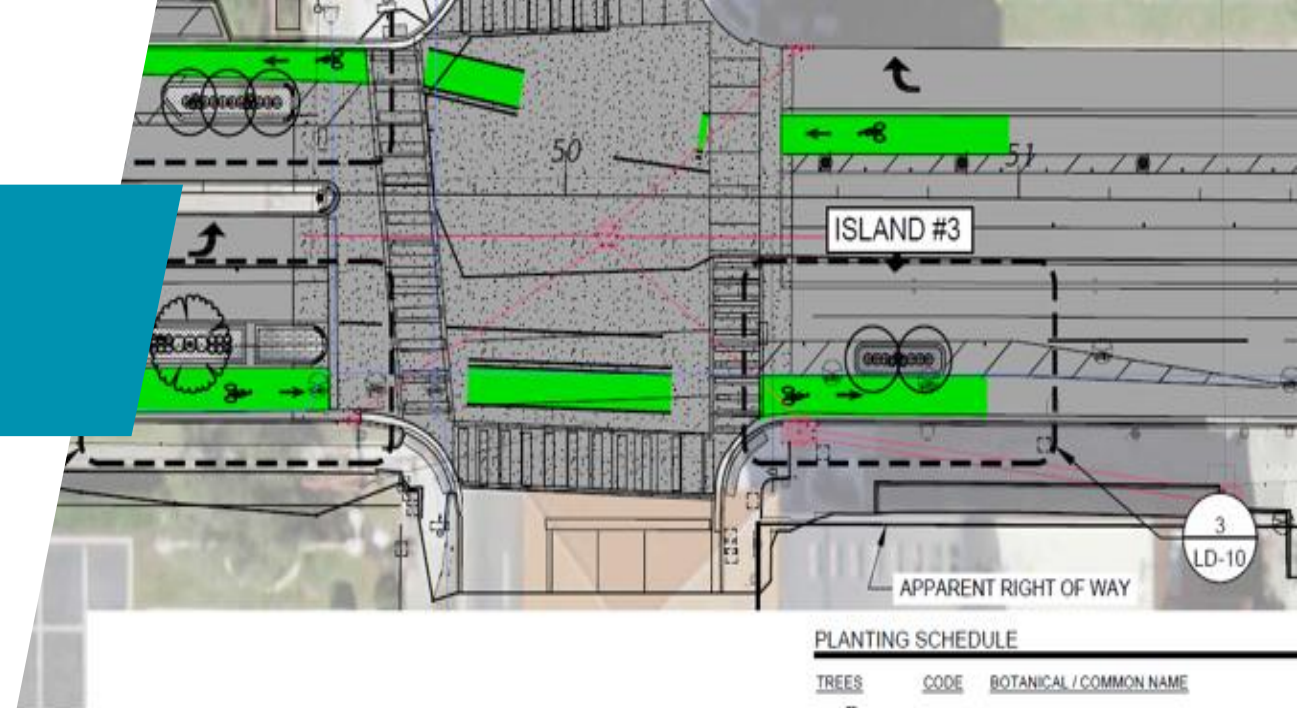 50
51
ISLAND #3
3
LD-10
APPARENT RIGHT OF WAY
PLANTING SCHEDULE
TREES CODE BOTANICAL / COMMON NAME